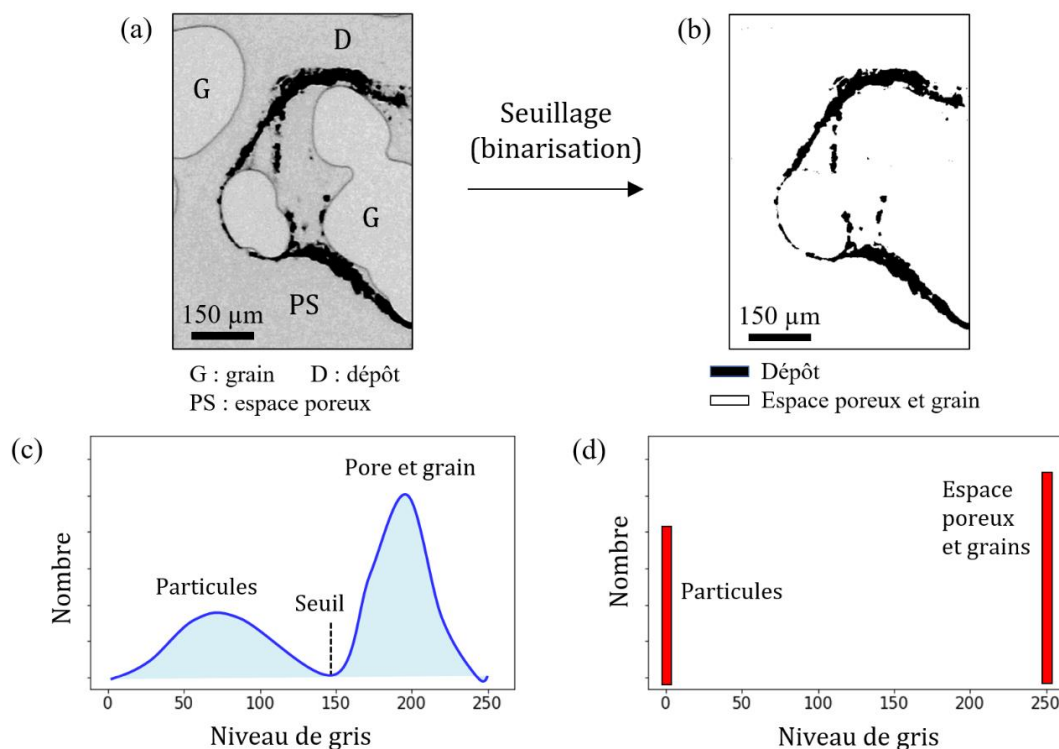 (a)
D
G
G
PS
150 µm
G : grain D : dépôt
PS : espace poreux
Seuillage
(binarisation)
(b)
150 µm
Dépôt
Espace poreux et grain
(c)
Nombre
Particules
Seuil
Pore et grain
0 50 100 150 200 250
Niveau de gris
(d)
Nombre
Particules
Espace
poreux
et grains
0 50 100 150 200 250
Niveau de gris